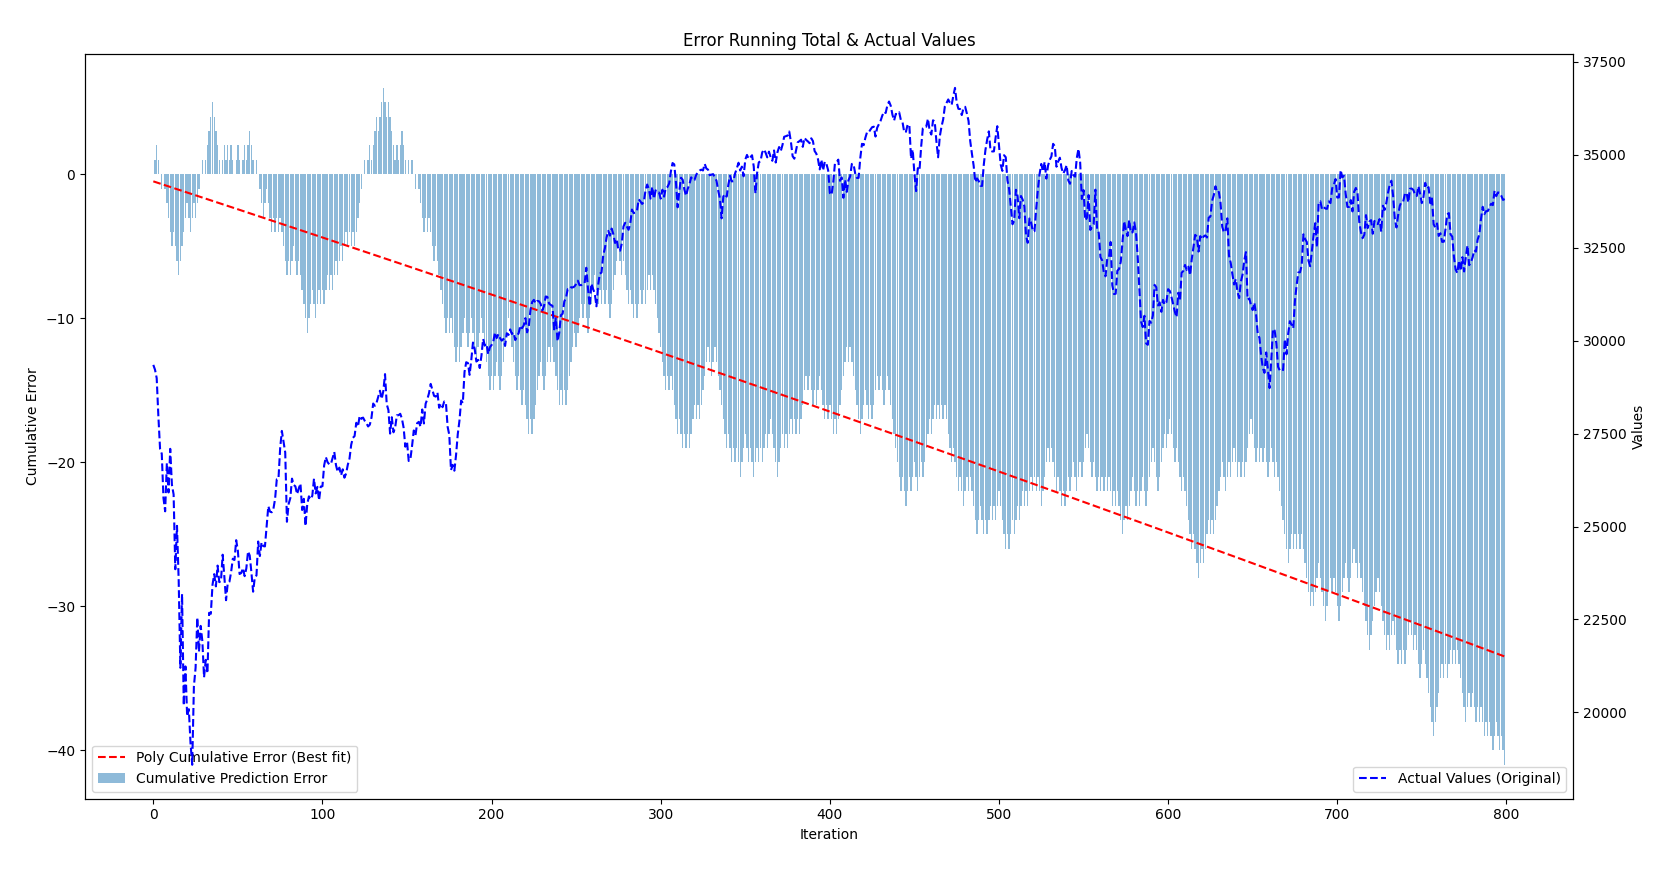 Error Running Total & Actual Values
Cumulative Error
0
−10
−20
−30
−40
37500
35000
32500
30000
27500
25000
22500
20000
Values
Poly Cumulative Error (Best fit)
Cumulative Prediction Error
Actual Values (Original)
0 100 200 300 400 500 600 700 800
Iteration